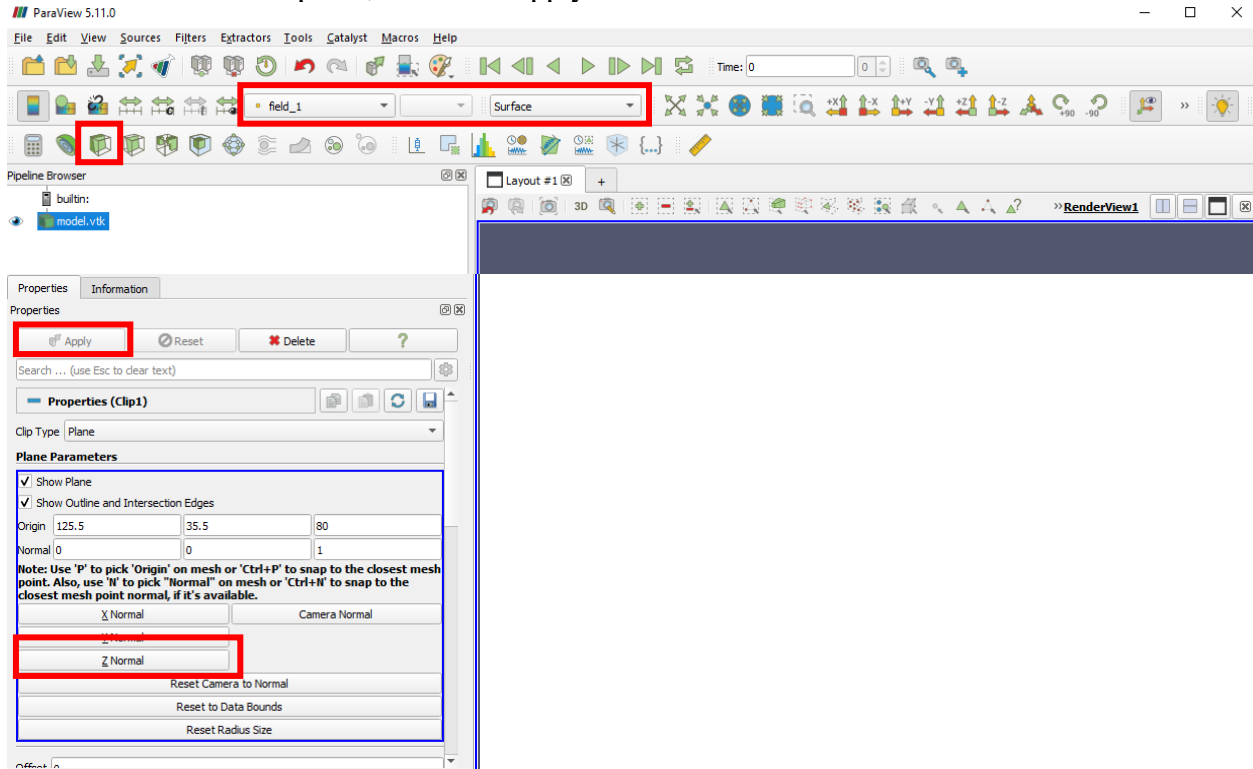 ParaView 5.11.0
File Edit View Sources Filters Extractors Tools Catalyst Macros Help
Time: 0 0
field_1 Surface +X -X +Y -Y +Z -Z +90 -90 »
{...}
Pipeline Browser
builtin:
model.vtk
Layout #1 +
3D ? »RenderView1
Properties Information
Properties
Apply Reset Delete ?
Search ... (use Esc to clear text)
Properties (Clip1)
Clip Type Plane
Plane Parameters
Show Plane
Show Outline and Intersection Edges
Origin 125.5 35.5 80
Normal 0 0 1
Note: Use 'P' to pick 'Origin' on mesh or 'Ctrl+P' to snap to the closest mesh
point. Also, use 'N' to pick "Normal" on mesh or 'Ctrl+N' to snap to the
closest mesh point normal, if it's available.
X Normal Camera Normal
Z Normal
Reset Camera to Normal
Reset to Data Bounds
Reset Radius Size